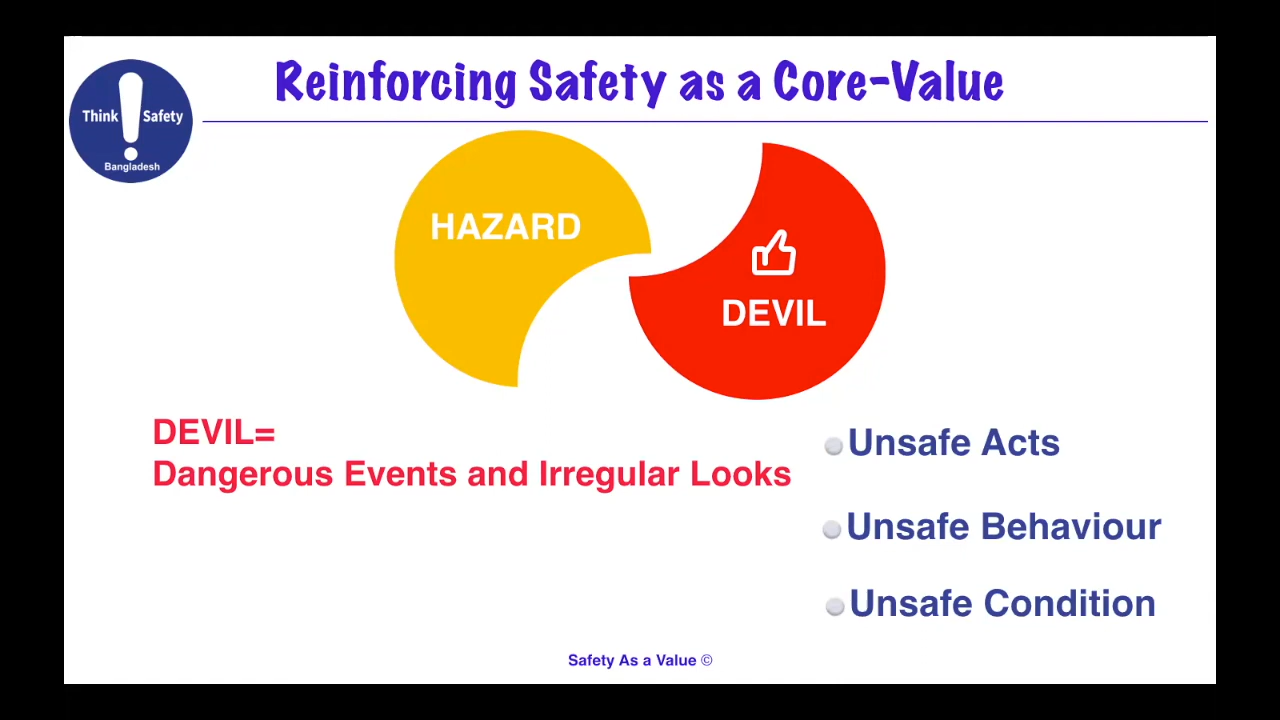 Reinforcing Safety as a Core-Value
Think Safety
Bangladesh
HAZARD
DEVIL
DEVIL=
Dangerous Events and Irregular Looks
Unsafe Acts
Unsafe Behaviour
Unsafe Condition
Safety As a Value ©